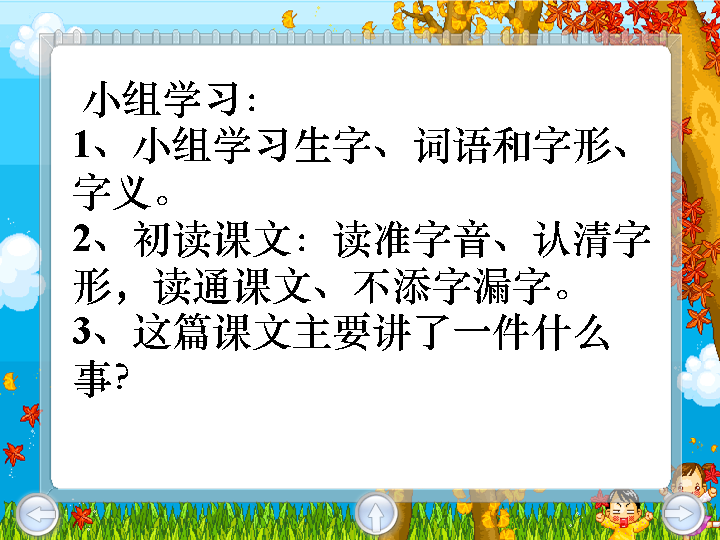 小组学习：
1、小组学习生字、词语和字形、
字义。
2、初读课文：读准字音、认清字
形，读通课文、不添字漏字。
3、这篇课文主要讲了一件什么
事？